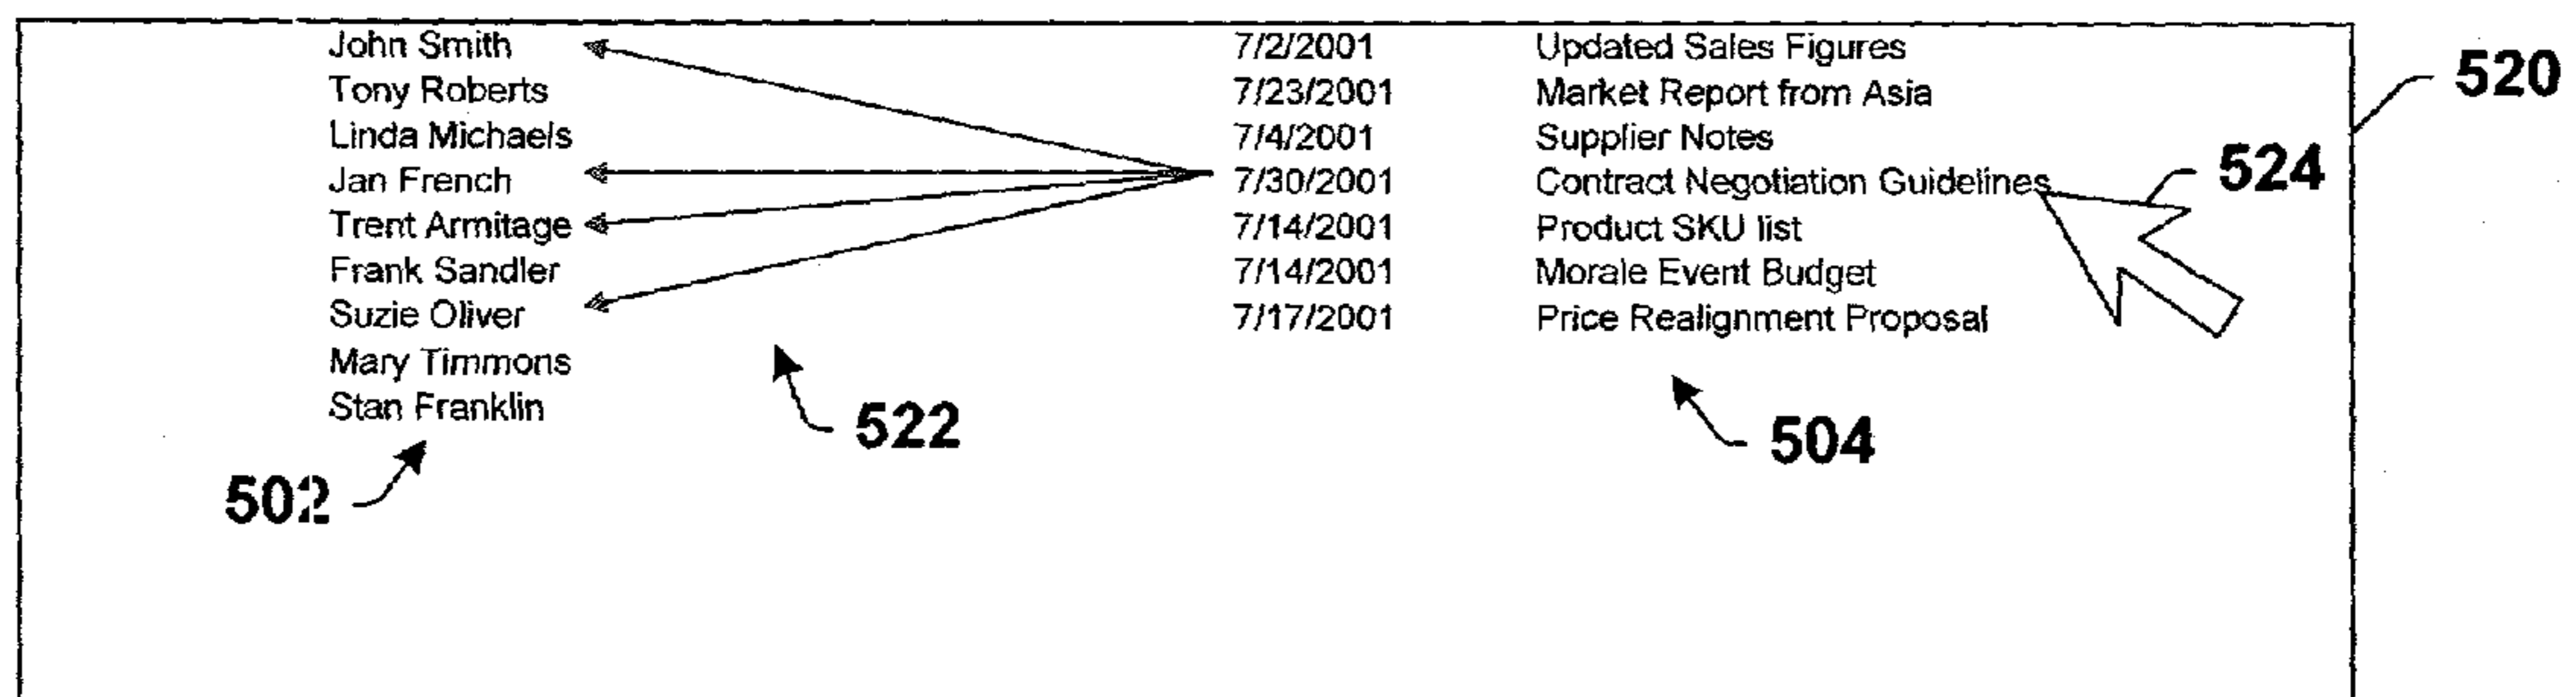 John Smith 7/2/2001 Updated Sales Figures
Tony Roberts 7/23/2001 Market Report from Asia 520
Linda Michaels 7/4/2001 Supplier Notes
Jan French 7/30/2001 Contract Negotiation Guidelines 524
Trent Armitage 7/14/2001 Product SKU list
Frank Sandler 7/14/2001 Morale Event Budget
Suzie Oliver 7/17/2001 Price Realignment Proposal
Mary Timmons
Stan Franklin 522 504
502